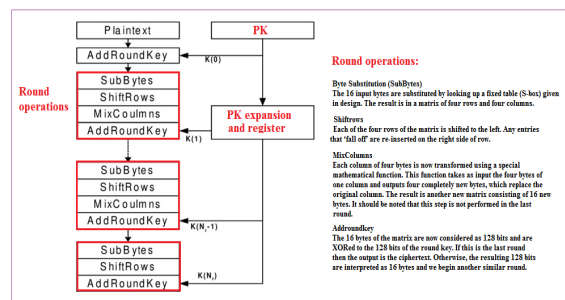 Plaintext
PK
AddRoundKey
K(0)
Round
operations
SubBytes
ShiftRows
MixCoulmns
AddRoundKey
K(1)
PK expansion
and register
SubBytes
ShiftRows
MixCoulmns
AddRoundKey
K(Nr-1)
SubBytes
ShiftRows
AddRoundKey
K(Nr)
Round operations:
Byte Substitution (SubBytes)
The 16 input bytes are substituted by looking up a fixed table (S-box) given
in design. The result is in a matrix of four rows and four columns.
Shiftrows
Each of the four rows of the matrix is shifted to the left. Any entries
that ‘fall off’ are re-inserted on the right side of row.
MixColumns
Each column of four bytes is now transformed using a special
mathematical function. This function takes as input the four bytes of
one column and outputs four completely new bytes, which replace the
original column. The result is another new matrix consisting of 16 new
bytes. It should be noted that this step is not performed in the last
round.
Addroundkey
The 16 bytes of the matrix are now considered as 128 bits and are
XORed to the 128 bits of the round key. If this is the last round
then the output is the ciphertext. Otherwise, the resulting 128 bits
are interpreted as 16 bytes and we begin another similar round.